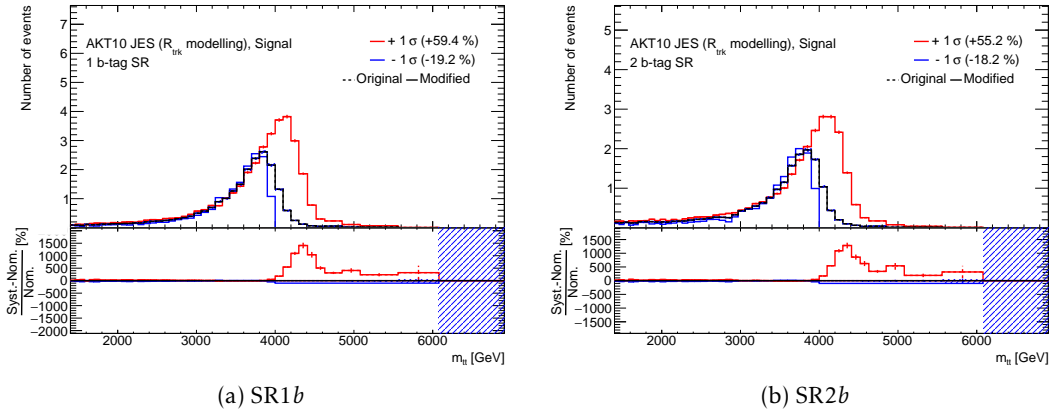 Number of events
7
6
5
4
3
2
1
AKT10 JES (R_trk modelling), Signal
1 b-tag SR
+ 1 σ (+59.4 %)
- 1 σ (-19.2 %)
Original Modified
Syst.-Nom. [%]
Nom.
1500
1000
500
0
−500
−1000
−1500
−2000
2000 3000 4000 5000 6000
m_tt [GeV]
(a) SR1b
Number of events
5
4
3
2
1
AKT10 JES (R_trk modelling), Signal
2 b-tag SR
+ 1 σ (+55.2 %)
- 1 σ (-18.2 %)
Original Modified
Syst.-Nom. [%]
Nom.
1500
1000
500
0
−500
−1000
−1500
2000 3000 4000 5000 6000
m_tt [GeV]
(b) SR2b